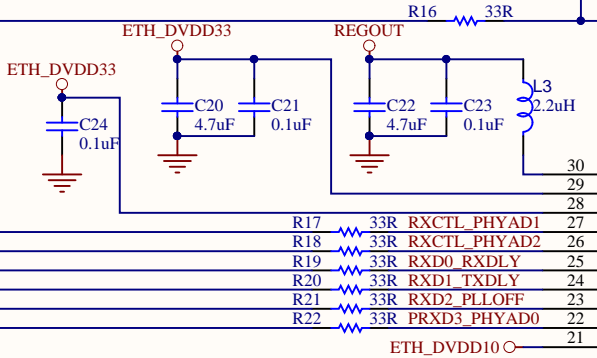 R16 33R
ETH_DVDD33 REGOUT
ETH_DVDD33
L3
C20 C21 C22 C23 2.2uH
C24 4.7uF 0.1uF 4.7uF 0.1uF
0.1uF
30
29
28
R17 33R RXCTL_PHYAD1 27
R18 33R RXCTL_PHYAD2 26
R19 33R RXD0_RXDLY 25
R20 33R RXD1_TXDLY 24
R21 33R RXD2_PLLOFF 23
R22 33R PRXD3_PHYAD0 22
ETH_DVDD10 21